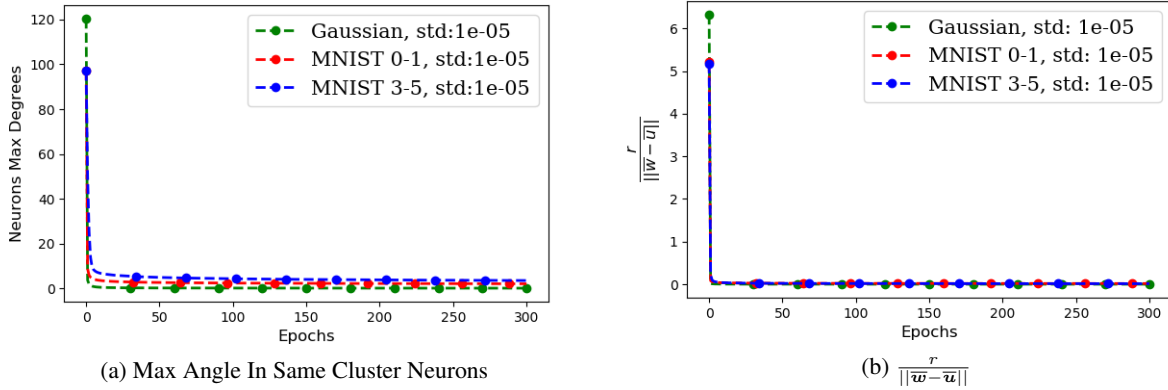 120
100
80
60
40
20
0
Neurons Max Degrees
Gaussian, std:1e-05
MNIST 0-1, std:1e-05
MNIST 3-5, std:1e-05
0 50 100 150 200 250 300
Epochs
(a) Max Angle In Same Cluster Neurons
6
5
4
3
2
1
0
r
||w̅ − u̅||
Gaussian, std: 1e-05
MNIST 0-1, std: 1e-05
MNIST 3-5, std: 1e-05
0 50 100 150 200 250 300
Epochs
(b) r
||w̅−u̅||